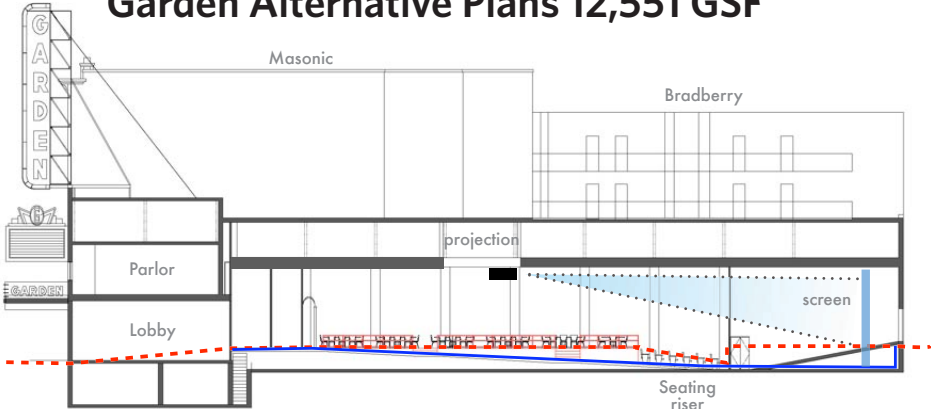 Garden Alternative Plans 12,551 GSF
GARDEN
Masonic
Bradberry
G
projection
Parlor
GARDEN
screen
Lobby
Seating
riser